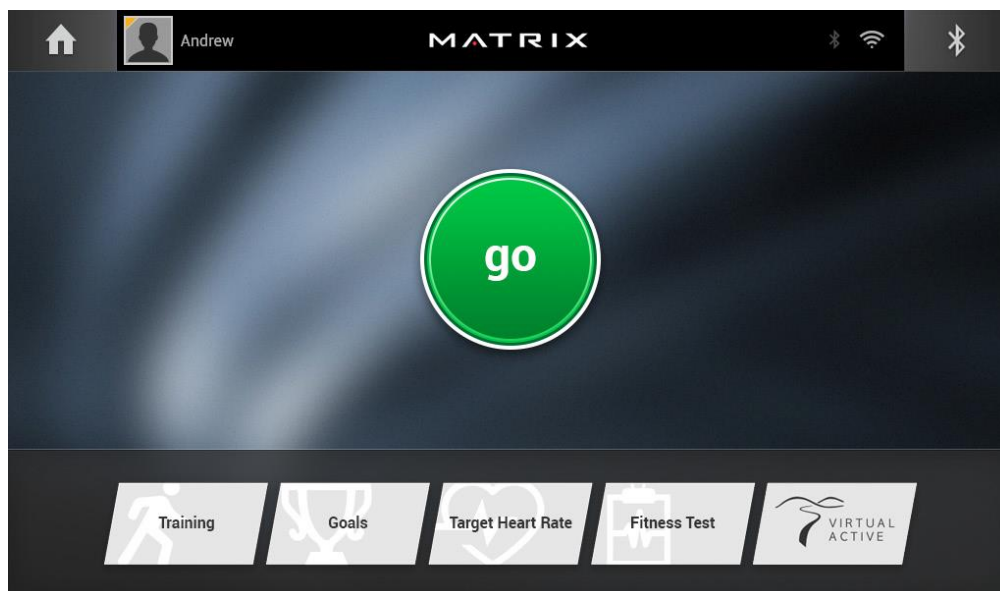 Andrew
MATRIX
go
Training
Goals
Target Heart Rate
Fitness Test
VIRTUAL
ACTIVE